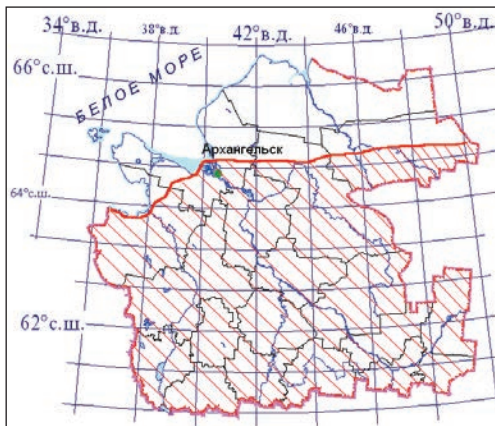 34°в.д.
38°в.д.
42°в.д.
46°в.д.
50°в.д.
66°с.ш.
БЕЛОЕ МОРЕ
Архангельск
64°с.ш.
62°с.ш.